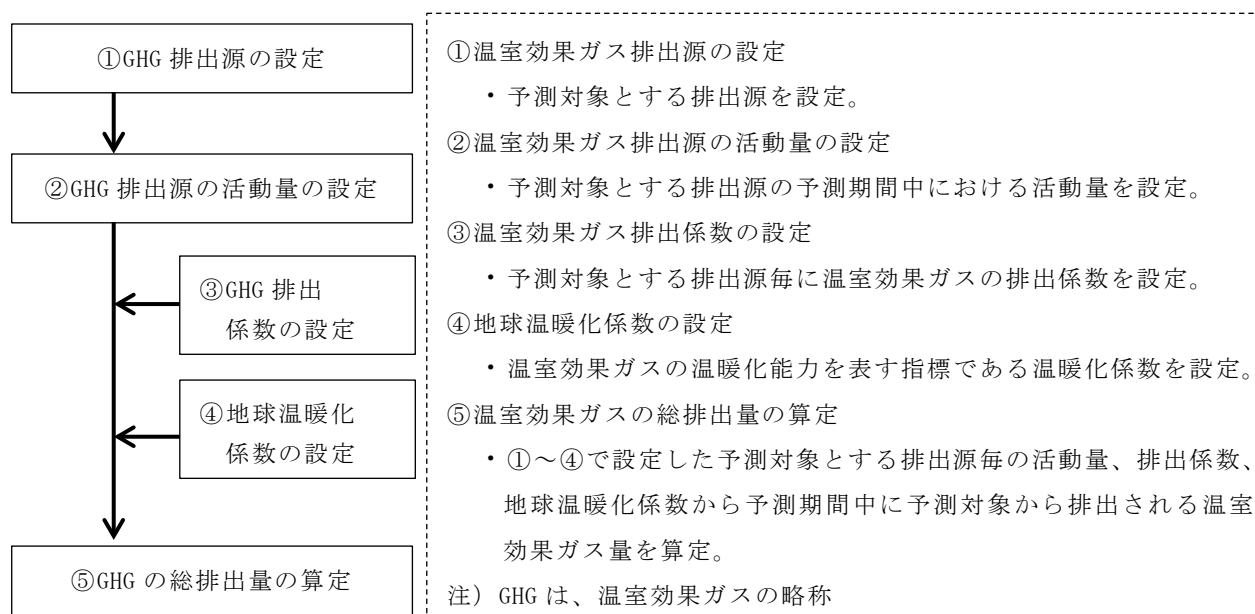 ①GHG 排出源の設定
②GHG 排出源の活動量の設定
③GHG 排出
係数の設定
④地球温暖化
係数の設定
⑤GHG の総排出量の算定
①温室効果ガス排出源の設定
・予測対象とする排出源を設定。
②温室効果ガス排出源の活動量の設定
・予測対象とする排出源の予測期間中における活動量を設定。
③温室効果ガス排出係数の設定
・予測対象とする排出源毎に温室効果ガスの排出係数を設定。
④地球温暖化係数の設定
・温室効果ガスの温暖化能力を表す指標である温暖化係数を設定。
⑤温室効果ガスの総排出量の算定
・①～④で設定した予測対象とする排出源毎の活動量、排出係数、
地球温暖化係数から予測期間中に予測対象から排出される温室
効果ガス量を算定。
注）GHG は、温室効果ガスの略称